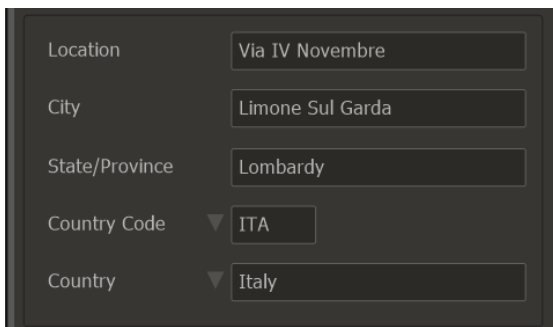 Location Via IV Novembre
City Limone Sul Garda
State/Province Lombardy
Country Code ITA
Country Italy